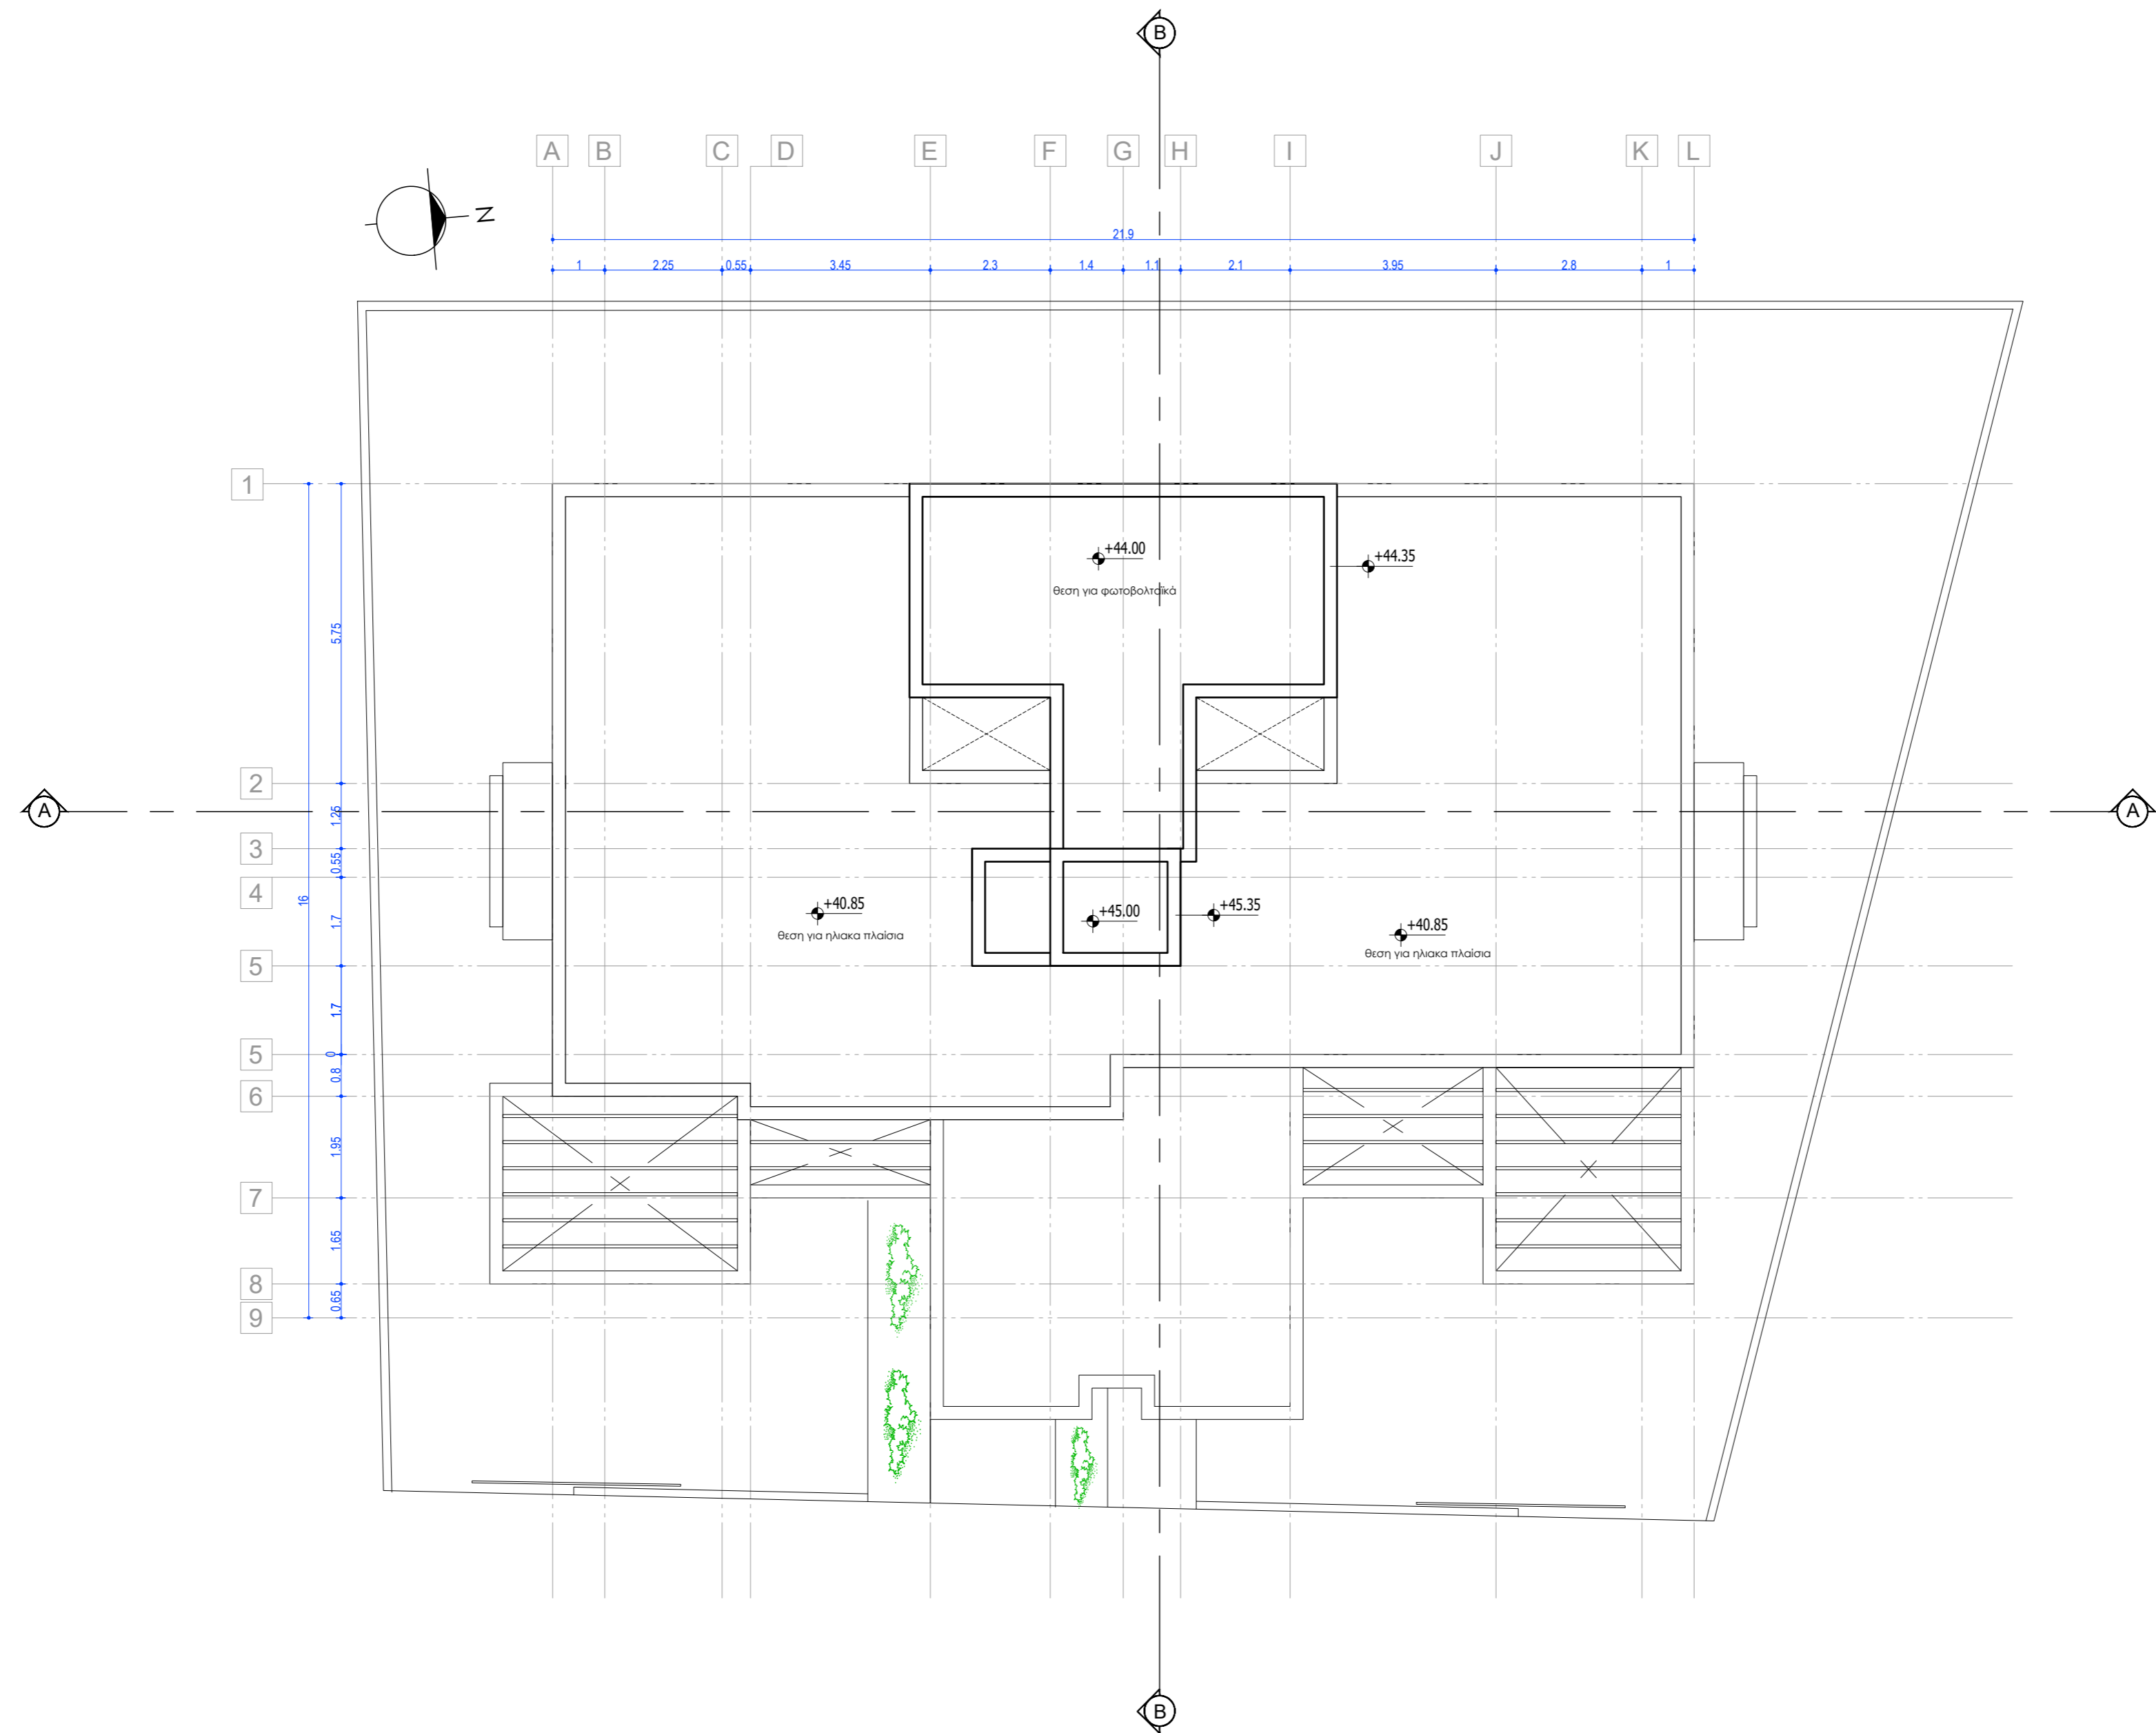 B
A B C D E F G H I J K L
N
21.9
1 2.25 0.55 3.45 2.3 1.4 1.1 2.1 3.95 2.8 1
1
+44.00
+44.35
θεση για φωτοβολταϊκά
5.75
2
A
1.25
A
3
0.55
4
16
1.7
+40.85
+45.00
+45.35
+40.85
θεση για ηλιακα πλαίσια
θεση για ηλιακα πλαίσια
5
1.7
5
0
0.8
6
1.95
7
1.65
8
0.65
9
B